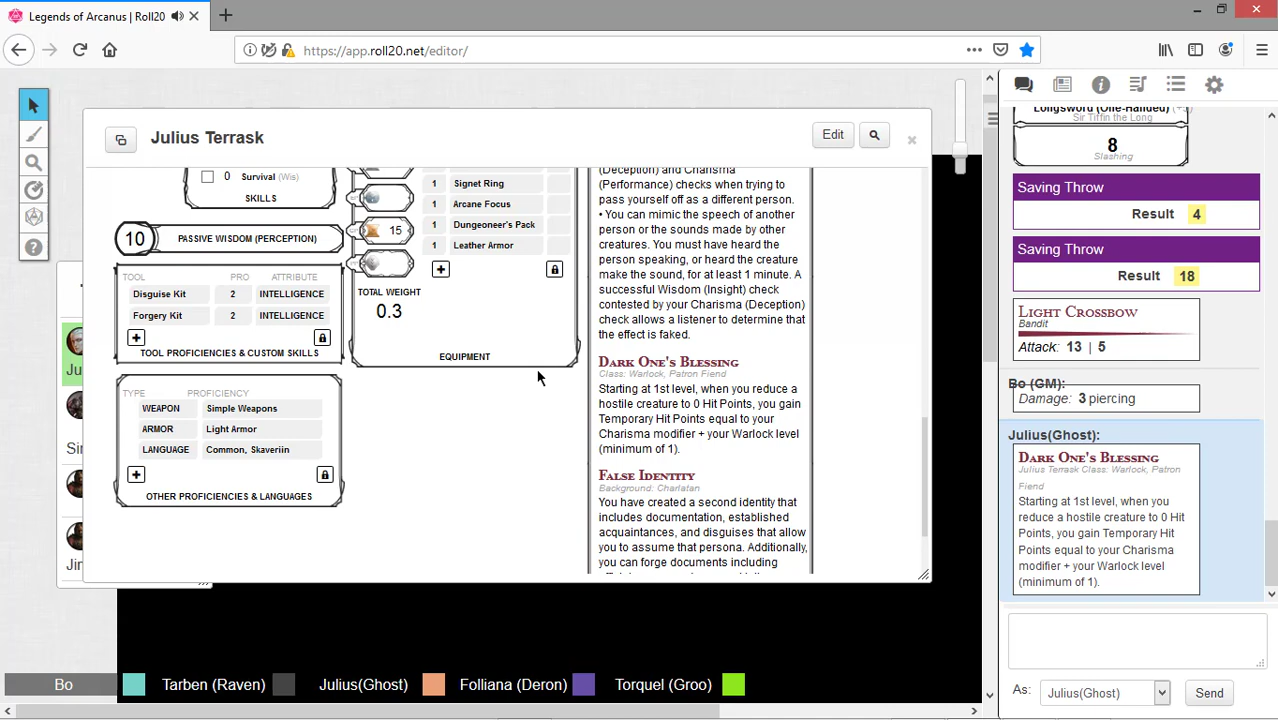 Legends of Arcanus | Roll20
https://app.roll20.net/editor/
Julius Terrask
Edit
0 Survival (Wis)
SKILLS
10 PASSIVE WISDOM (PERCEPTION)
TOOL PRO ATTRIBUTE
Disguise Kit 2 INTELLIGENCE
Forgery Kit 2 INTELLIGENCE
TOOL PROFICIENCIES & CUSTOM SKILLS
TYPE PROFICIENCY
WEAPON Simple Weapons
ARMOR Light Armor
LANGUAGE Common, Skaveriin
OTHER PROFICIENCIES & LANGUAGES
1 Signet Ring
1 Arcane Focus
15 1 Dungeoneer's Pack
1 Leather Armor
TOTAL WEIGHT
0.3
EQUIPMENT
(Deception) and Charisma
(Performance) checks when trying to
pass yourself off as a different person.
• You can mimic the speech of another
person or the sounds made by other
creatures. You must have heard the
person speaking, or heard the creature
make the sound, for at least 1 minute. A
successful Wisdom (Insight) check
contested by your Charisma (Deception)
check allows a listener to determine that
the effect is faked.
Dark One's Blessing
Class: Warlock, Patron Fiend
Starting at 1st level, when you reduce a
hostile creature to 0 Hit Points, you gain
Temporary Hit Points equal to your
Charisma modifier + your Warlock level
(minimum of 1).
False Identity
Background: Charlatan
You have created a second identity that
includes documentation, established
acquaintances, and disguises that allow
you to assume that persona. Additionally,
you can forge documents including
Ju
Sir
Jin
Bo
Tarben (Raven)
Julius(Ghost)
Folliana (Deron)
Torquel (Groo)
Longsword (One-Handed)
Sir Tiffin the Long
8
Slashing
Saving Throw
Result 4
Saving Throw
Result 18
Light Crossbow
Bandit
Attack: 13 | 5
Bo (GM):
Damage: 3 piercing
Julius(Ghost):
Dark One's Blessing
Julius Terrask Class: Warlock, Patron
Fiend
Starting at 1st level, when you
reduce a hostile creature to 0 Hit
Points, you gain Temporary Hit
Points equal to your Charisma
modifier + your Warlock level
(minimum of 1).
As: Julius(Ghost) Send